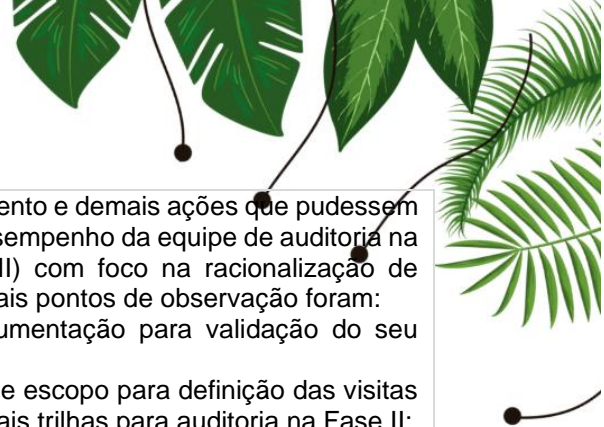 ento e demais ações que pudessem
sempenho da equipe de auditoria na
II) com foco na racionalização de
ais pontos de observação foram:
umentação para validação do seu
e escopo para definição das visitas
ais trilhas para auditoria na Fase II;